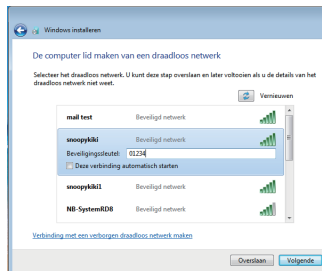 Windows installeren
De computer lid maken van een draadloos netwerk
Selecteer het draadloos netwerk. U kunt deze stap overslaan en later voltooien als u de details van het
draadloos netwerk niet weet.
Vernieuwen
mail test Beveiligd netwerk
snoopykiki Beveiligd netwerk
Beveiligingssleutel: 01234
Deze verbinding automatisch starten
snoopykiki1 Beveiligd netwerk
NB-SystemRD8 Beveiligd netwerk
Verbinding met een verborgen draadloos netwerk maken
Overslaan Volgende